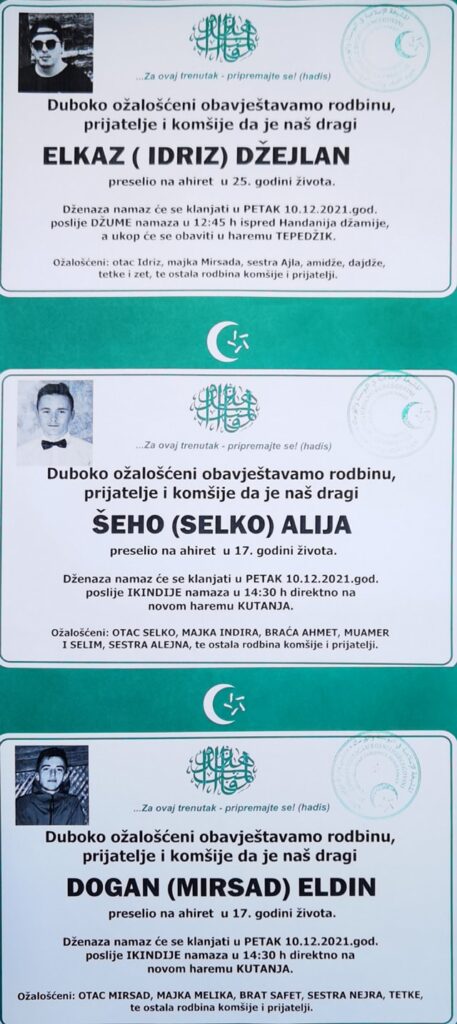 ...Za ovaj trenutak - pripremajte se! (hadis)
Duboko ožalošćeni obavještavamo rodbinu,
prijatelje i komšije da je naš dragi
ELKAZ ( IDRIZ) DŽEJLAN
preselio na ahiret u 25. godini života.
Dženaza namaz će se klanjati u PETAK 10.12.2021.god.
poslije DŽUME namaza u 12:45 h ispred Handanija džamije,
a ukop će se obaviti u haremu TEPEDŽIK.
Ožalošćeni: otac Idriz, majka Mirsada, sestra Ajla, amidže, dajdže,
tetke i zet, te ostala rodbina komšije i prijatelji.
...Za ovaj trenutak - pripremajte se! (hadis)
Duboko ožalošćeni obavještavamo rodbinu,
prijatelje i komšije da je naš dragi
ŠEHO (SELKO) ALIJA
preselio na ahiret u 17. godini života.
Dženaza namaz će se klanjati u PETAK 10.12.2021.god.
poslije IKINDIJE namaza u 14:30 h direktno na
novom haremu KUTANJA.
Ožalošćeni: OTAC SELKO, MAJKA INDIRA, BRAĆA AHMET, MUAMER
I SELIM, SESTRA ALEJNA, te ostala rodbina komšije i prijatelji.
...Za ovaj trenutak - pripremajte se! (hadis)
Duboko ožalošćeni obavještavamo rodbinu,
prijatelje i komšije da je naš dragi
DOGAN (MIRSAD) ELDIN
preselio na ahiret u 17. godini života.
Dženaza namaz će se klanjati u PETAK 10.12.2021.god.
poslije IKINDIJE namaza u 14:30 h direktno na
novom haremu KUTANJA.
Ožalošćeni: OTAC MIRSAD, MAJKA MELIKA, BRAT SAFET, SESTRA NEJRA, TETKE,
te ostala rodbina komšije i prijatelji.